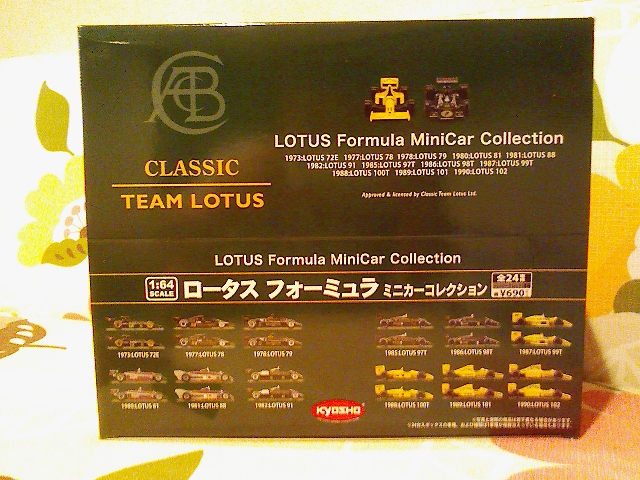 ACBC
CLASSIC
TEAM LOTUS
LOTUS Formula MiniCar Collection
1973:LOTUS 72E 1977:LOTUS 78 1978:LOTUS 79 1980:LOTUS 81 1981:LOTUS 88
1982:LOTUS 91 1985:LOTUS 97T 1986:LOTUS 98T 1987:LOTUS 99T
1988:LOTUS 100T 1989:LOTUS 101 1990:LOTUS 102
Approved & licensed by Classic Team Lotus Ltd.
LOTUS Formula MiniCar Collection
1:64
SCALE
ロータス フォーミュラ ミニカーコレクション
全24種
¥690
1973:LOTUS 72E 1977:LOTUS 78 1978:LOTUS 79
1985:LOTUS 97T 1986:LOTUS 98T 1987:LOTUS 99T
1980:LOTUS 81 1981:LOTUS 88 1982:LOTUS 91
1988:LOTUS 100T 1989:LOTUS 101 1990:LOTUS 102
KYOSHO